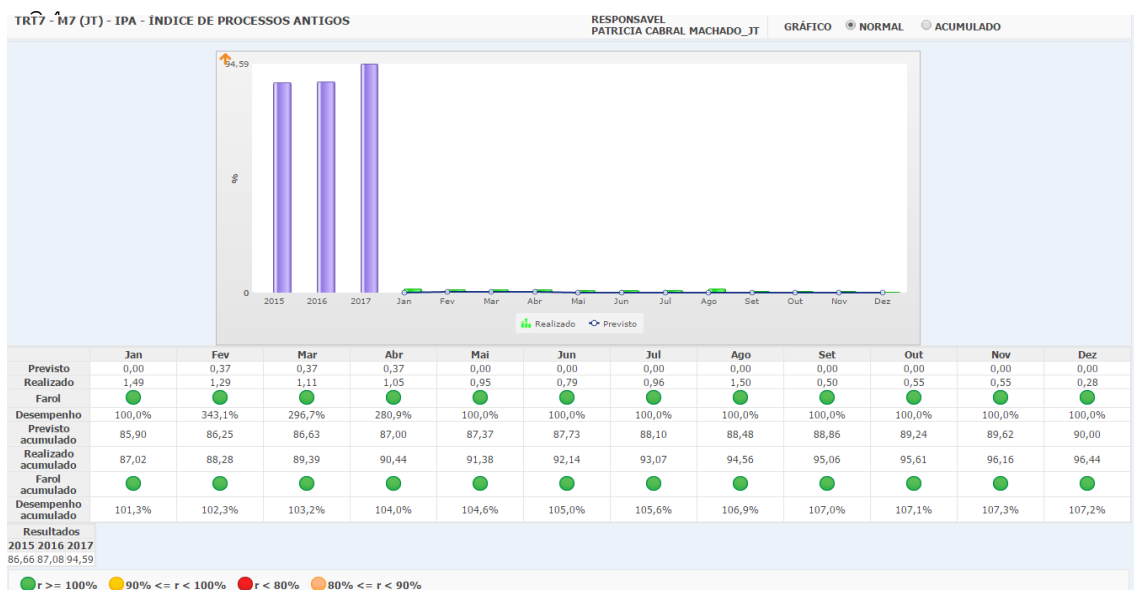 TRT7 - M7 (JT) - IPA - ÍNDICE DE PROCESSOS ANTIGOS
RESPONSAVEL
PATRICIA CABRAL MACHADO_JT
GRÁFICO NORMAL ACUMULADO
94,59
%
0
2015 2016 2017 Jan Fev Mar Abr Mai Jun Jul Ago Set Out Nov Dez
Realizado Previsto
Jan Fev Mar Abr Mai Jun Jul Ago Set Out Nov Dez
Previsto 0,00 0,37 0,37 0,37 0,00 0,00 0,00 0,00 0,00 0,00 0,00 0,00
Realizado 1,49 1,29 1,11 1,05 0,95 0,79 0,96 1,50 0,50 0,55 0,55 0,28
Farol
Desempenho 100,0% 343,1% 296,7% 280,9% 100,0% 100,0% 100,0% 100,0% 100,0% 100,0% 100,0% 100,0%
Previsto
acumulado 85,90 86,25 86,63 87,00 87,37 87,73 88,10 88,48 88,86 89,24 89,62 90,00
Realizado
acumulado 87,02 88,28 89,39 90,44 91,38 92,14 93,07 94,56 95,06 95,61 96,16 96,44
Farol
acumulado
Desempenho
acumulado 101,3% 102,3% 103,2% 104,0% 104,6% 105,0% 105,6% 106,9% 107,0% 107,1% 107,3% 107,2%
Resultados
2015 2016 2017
86,66 87,08 94,59
r >= 100% 90% <= r < 100% r < 80% 80% <= r < 90%